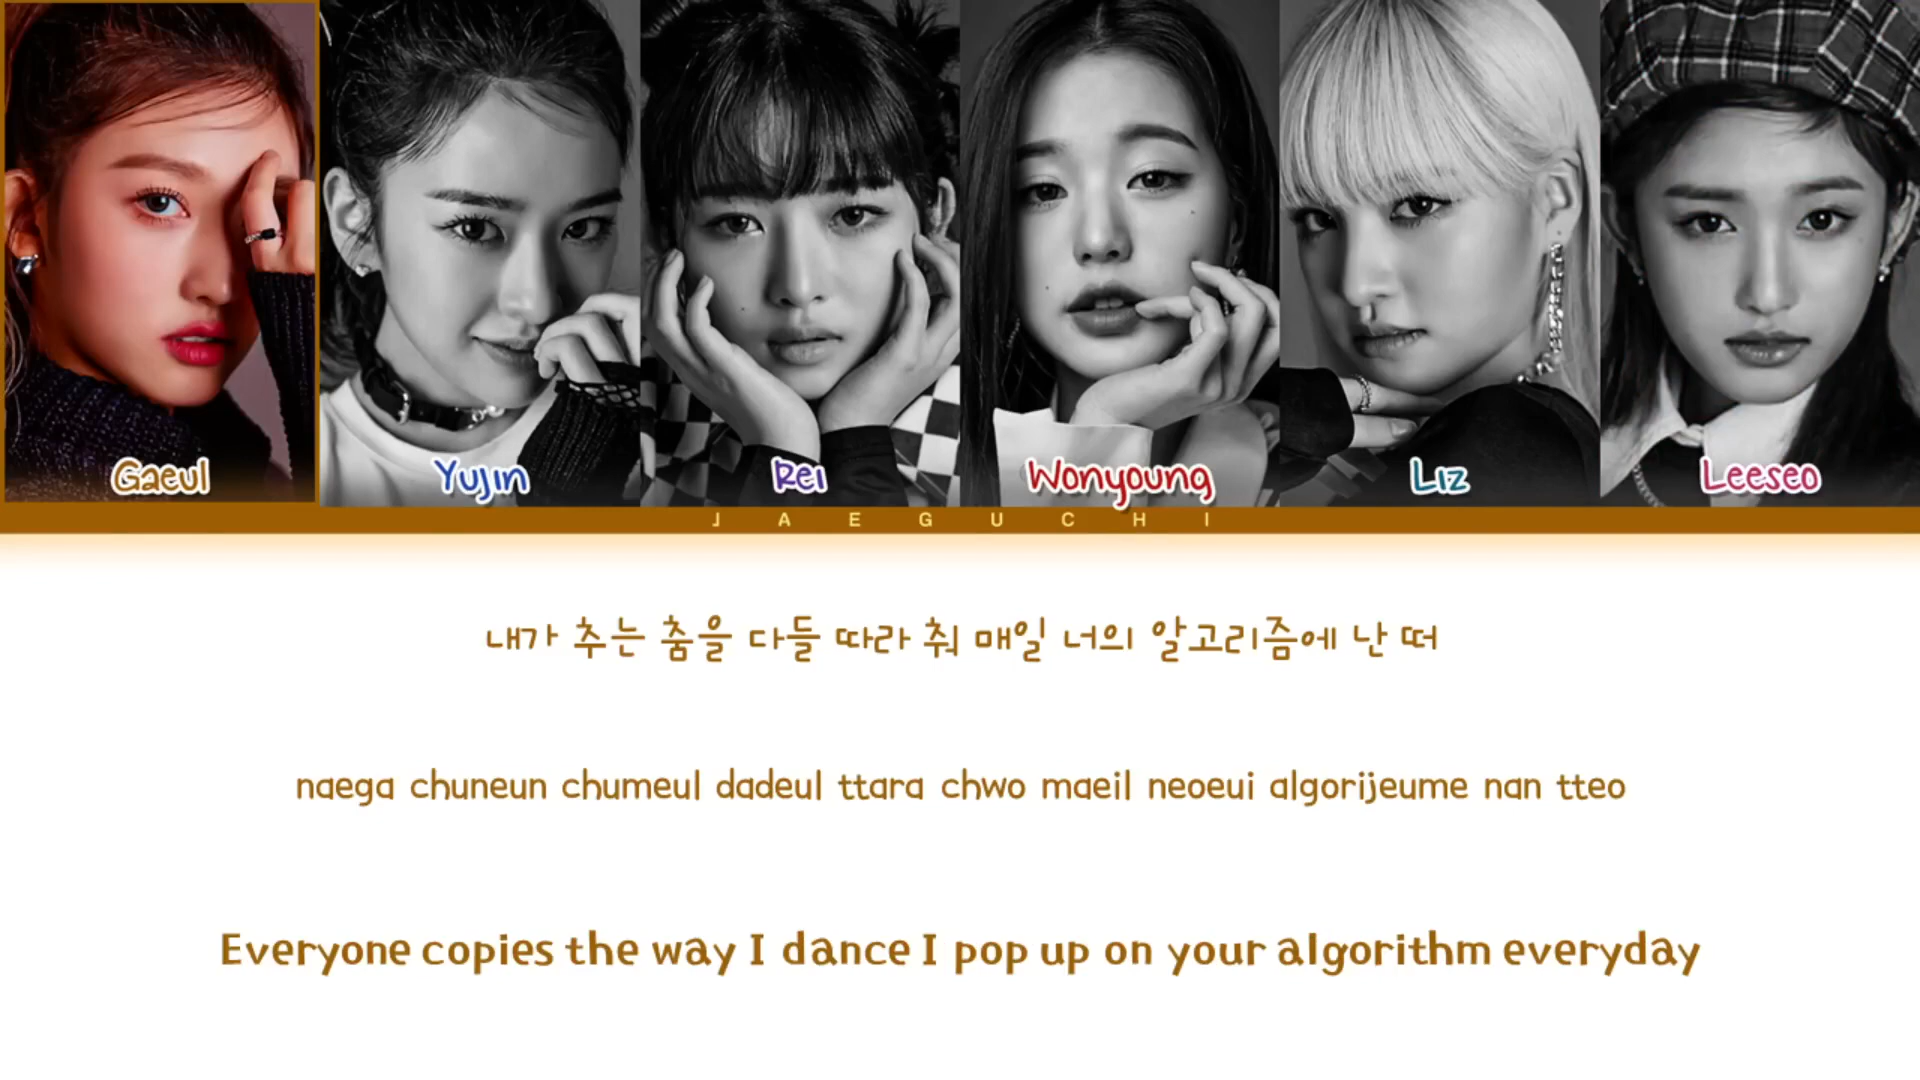 Gaeul Yujin Rei Wonyoung Liz Leeseo
JAEGUCHI
내가 추는 춤을 다들 따라 춰 매일 너의 알고리즘에 난 떠
naega chuneun chumeul dadeul ttara chwo maeil neoeui algorijeume nan tteo
Everyone copies the way I dance I pop up on your algorithm everyday